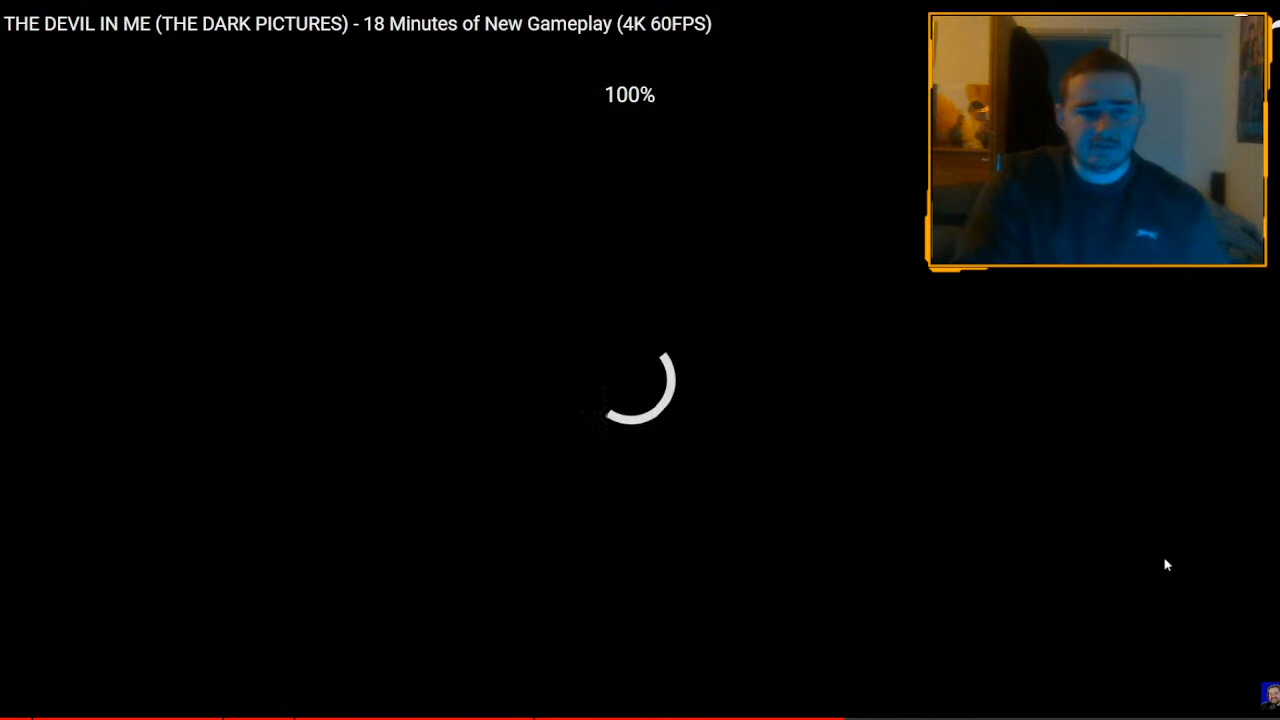 THE DEVIL IN ME (THE DARK PICTURES) - 18 Minutes of New Gameplay (4K 60FPS)
100%